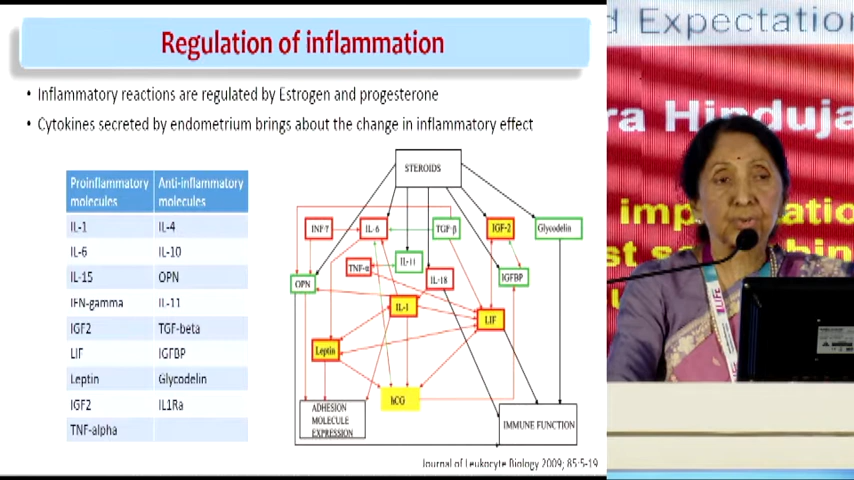 Regulation of inflammation
• Inflammatory reactions are regulated by Estrogen and progesterone
• Cytokines secreted by endometrium brings about the change in inflammatory effect
Proinflammatory molecules Anti-inflammatory molecules
IL-1 IL-4
IL-6 IL-10
IL-15 OPN
IFN-gamma IL-11
IGF2 TGF-beta
LIF IGFBP
Leptin Glycodelin
IGF2 IL1Ra
TNF-alpha
STEROIDS
INF-γ IL-6 TGF-β IGF-2 Glycodelin
TNF-α IL-11
OPN IL-18 IGFBP
IL-1 LIF
Leptin
hCG
ADHESION
MOLECULE
EXPRESSION
IMMUNE FUNCTION
Journal of Leukocyte Biology 2009; 85:5-19
d Expectation
ra Hinduja